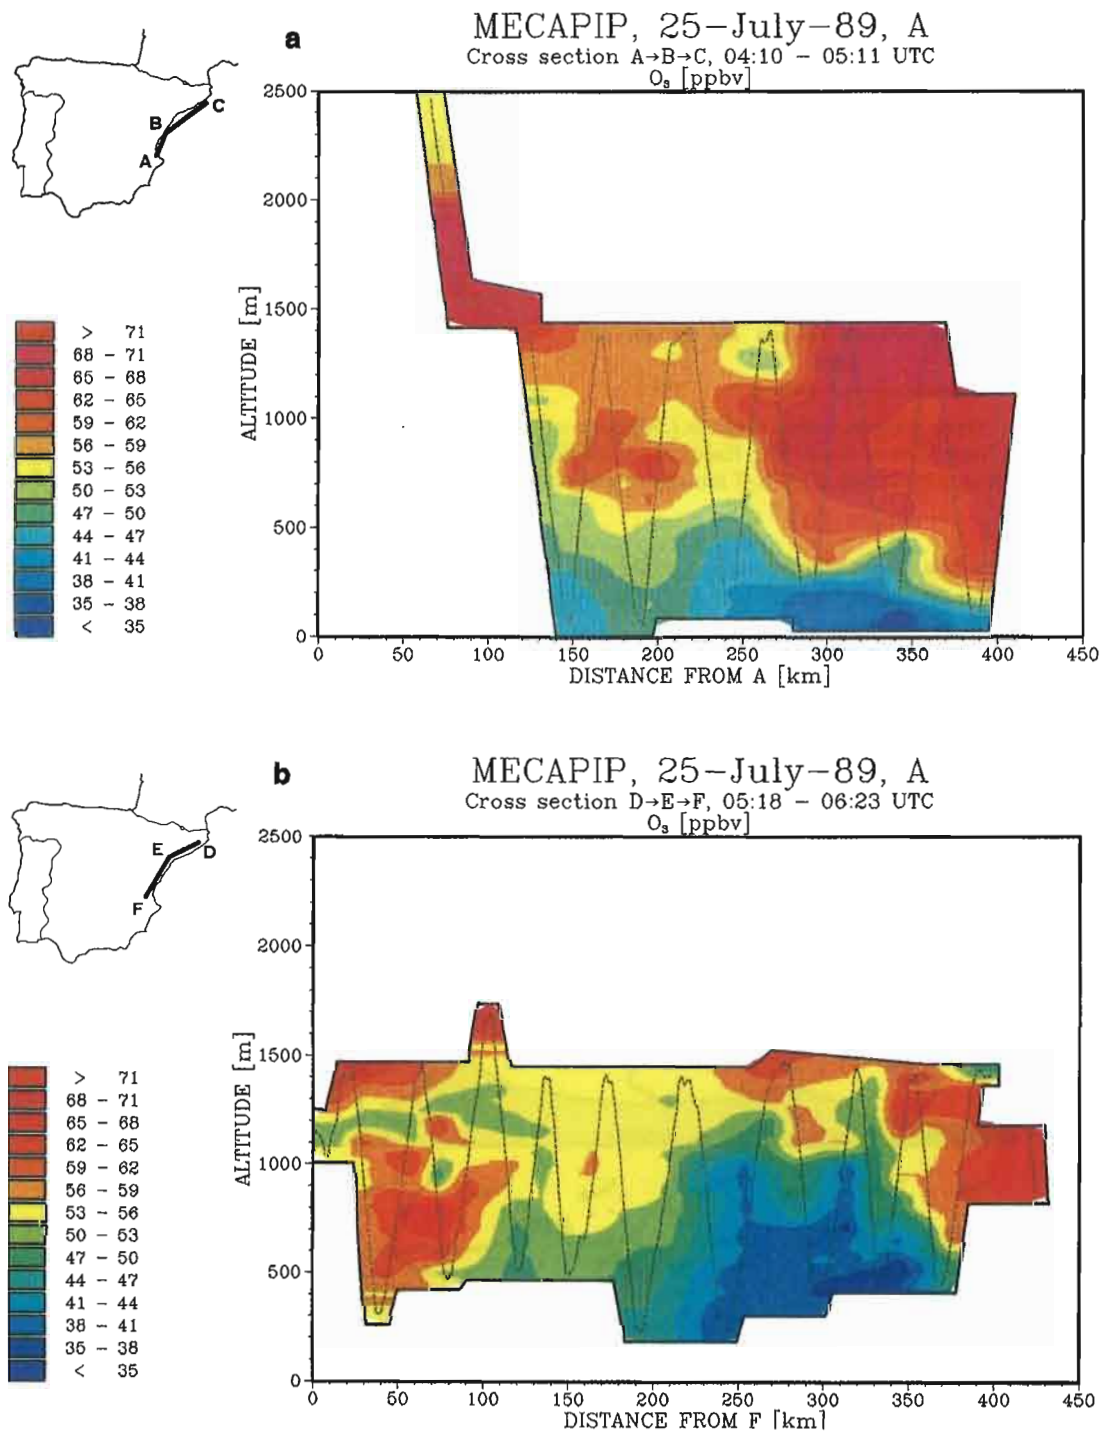 a
MECAPIP, 25-July-89, A
Cross section A→B→C, 04:10 - 05:11 UTC
O₃ [ppbv]
C
B
A
2500
2000
1500
1000
500
0
ALTITUDE [m]
0 50 100 150 200 250 300 350 400 450
DISTANCE FROM A [km]
> 71
68 - 71
65 - 68
62 - 65
59 - 62
56 - 59
53 - 56
50 - 53
47 - 50
44 - 47
41 - 44
38 - 41
35 - 38
< 35
b
MECAPIP, 25-July-89, A
Cross section D→E→F, 05:18 - 06:23 UTC
O₃ [ppbv]
E
D
F
2500
2000
1500
1000
500
0
ALTITUDE [m]
0 50 100 150 200 250 300 350 400 450
DISTANCE FROM F [km]
> 71
68 - 71
65 - 68
62 - 65
59 - 62
56 - 59
53 - 56
50 - 53
47 - 50
44 - 47
41 - 44
38 - 41
35 - 38
< 35